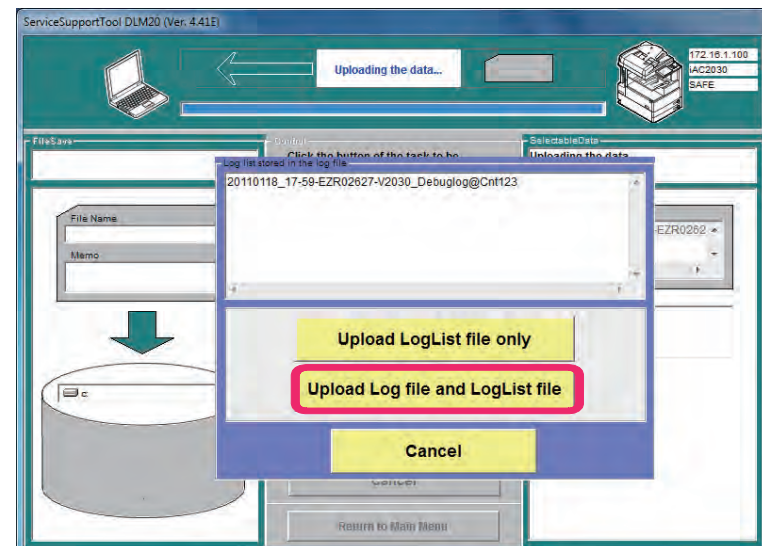 ServiceSupportTool DLM20 (Ver. 4.41E)
Uploading the data...
172.16.1.100
iAC2030
SAFE
FileSave
Control
SelectableData
Click the button of the task to be
Uploading the data
Log list stored in the log file
20110118_17-59-EZR02627-V2030_Debuglog@Cnf123
File Name
Memo
EZR0262
Upload LogList file only
Upload Log file and LogList file
c
Cancel
Cancel
Return to Main Menu